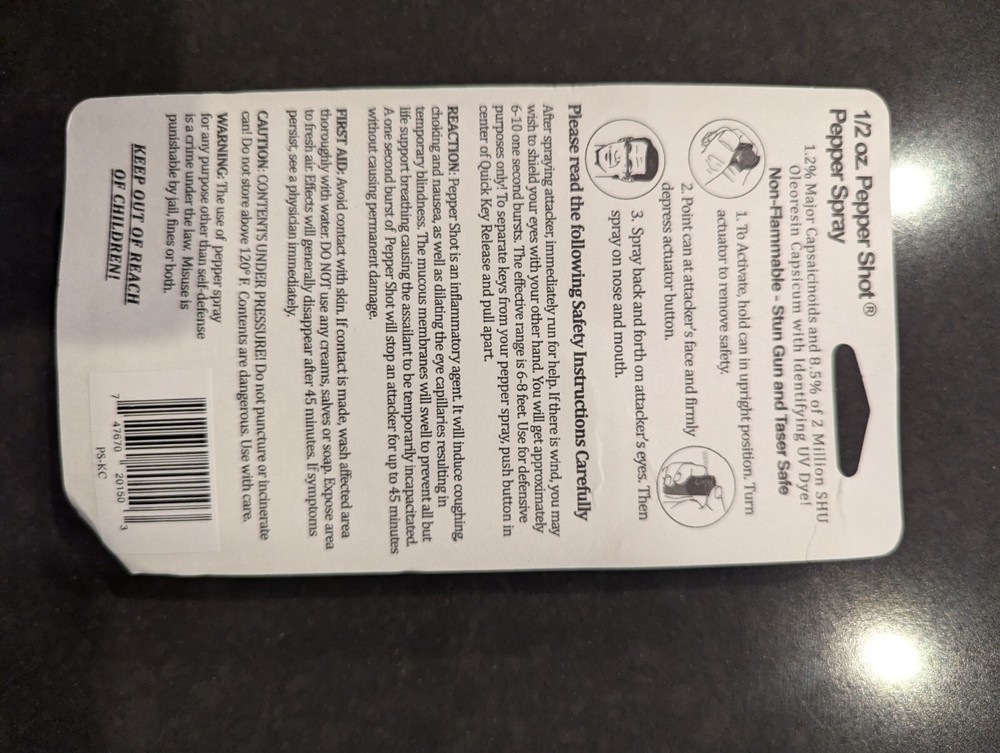 1/2 oz. Pepper Shot®
Pepper Spray
1.2% Major Capsaicinoids and 8.5% of 2 Million SHU
Oleoresin Capsicum with Identifying UV Dye!
Non-Flammable - Stun Gun and Taser Safe
1. To Activate, hold can in upright position. Turn
actuator to remove safety.
2. Point can at attacker's face and firmly
depress actuator button.
3. Spray back and forth on attacker's eyes. Then
spray on nose and mouth.
Please read the following Safety Instructions Carefully
After spraying attacker, immediately run for help. If there is wind, you may
wish to shield your eyes with your other hand. You will get approximately
6-10 one second bursts. The effective range is 6-8 feet. Use for defensive
purposes only! To separate keys from your pepper spray, push button in
center of Quick Key Release and pull apart.
REACTION: Pepper Shot is an inflammatory agent. It will induce coughing,
choking and nausea, as well as dilating the eye capillaries resulting in
temporary blindness. The mucous membranes will swell to prevent all but
life support breathing causing the assailant to be temporarily incapacitated.
A one second burst of Pepper Shot will stop an attacker for up to 45 minutes
without causing permanent damage.
FIRST AID: Avoid contact with skin. If contact is made, wash affected area
thoroughly with water. DO NOT use any creams, salves or soap. Expose area
to fresh air. Effects will generally disappear after 45 minutes. If symptoms
persist, see a physician immediately.
CAUTION: CONTENTS UNDER PRESSURE! Do not puncture or incinerate
can! Do not store above 120° F. Contents are dangerous. Use with care.
WARNING: The use of pepper spray
for any purpose other than self-defense
is a crime under the law. Misuse is
punishable by jail, fines or both.
KEEP OUT OF REACH
OF CHILDREN!
7 47670 20150 3
PS-KC